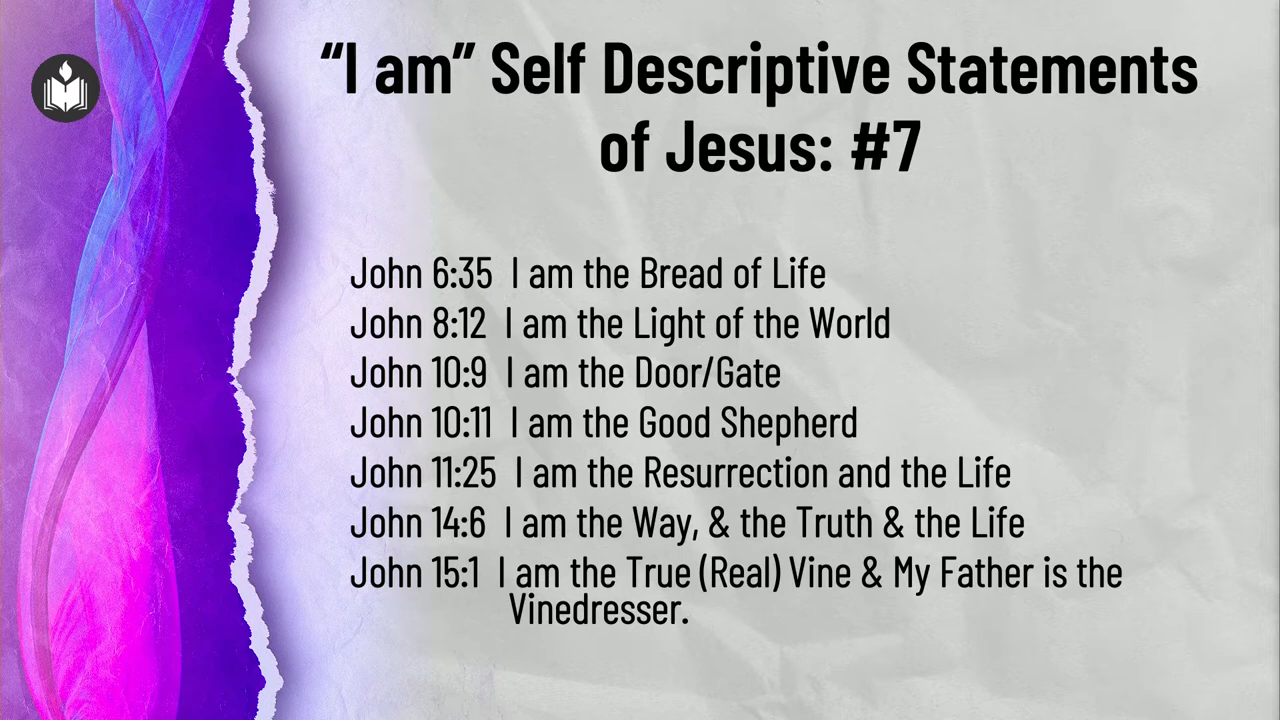 “I am” Self Descriptive Statements
of Jesus: #7
John 6:35 I am the Bread of Life
John 8:12 I am the Light of the World
John 10:9 I am the Door/Gate
John 10:11 I am the Good Shepherd
John 11:25 I am the Resurrection and the Life
John 14:6 I am the Way, & the Truth & the Life
John 15:1 I am the True (Real) Vine & My Father is the
Vinedresser.